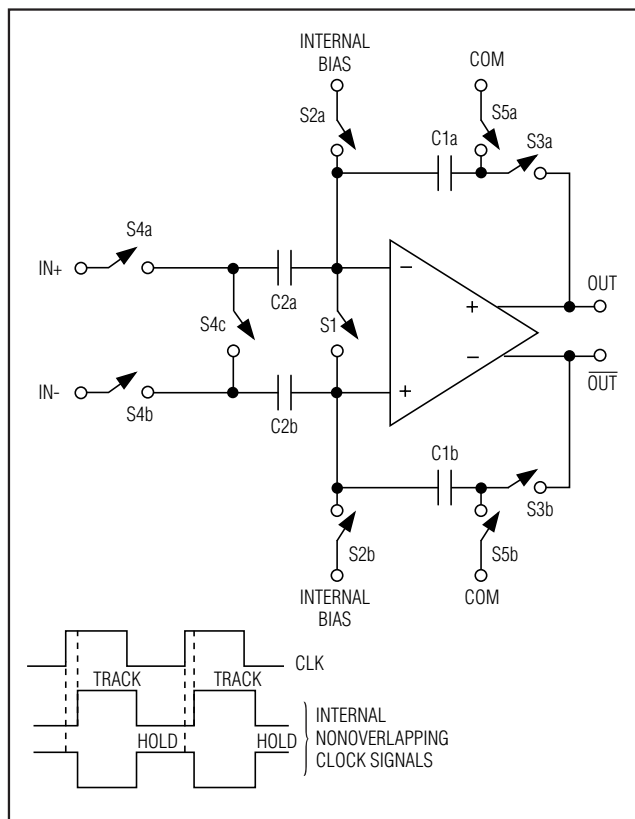 INTERNAL
BIAS
COM
S2a
S5a
C1a
S3a
S4a
IN+
C2a
S4c
S1
−
+
OUT
IN-
S4b
C2b
+
−
OUT
C1b
S3b
S2b
S5b
INTERNAL
BIAS
COM
CLK
TRACK
TRACK
HOLD
HOLD
INTERNAL
NONOVERLAPPING
CLOCK SIGNALS